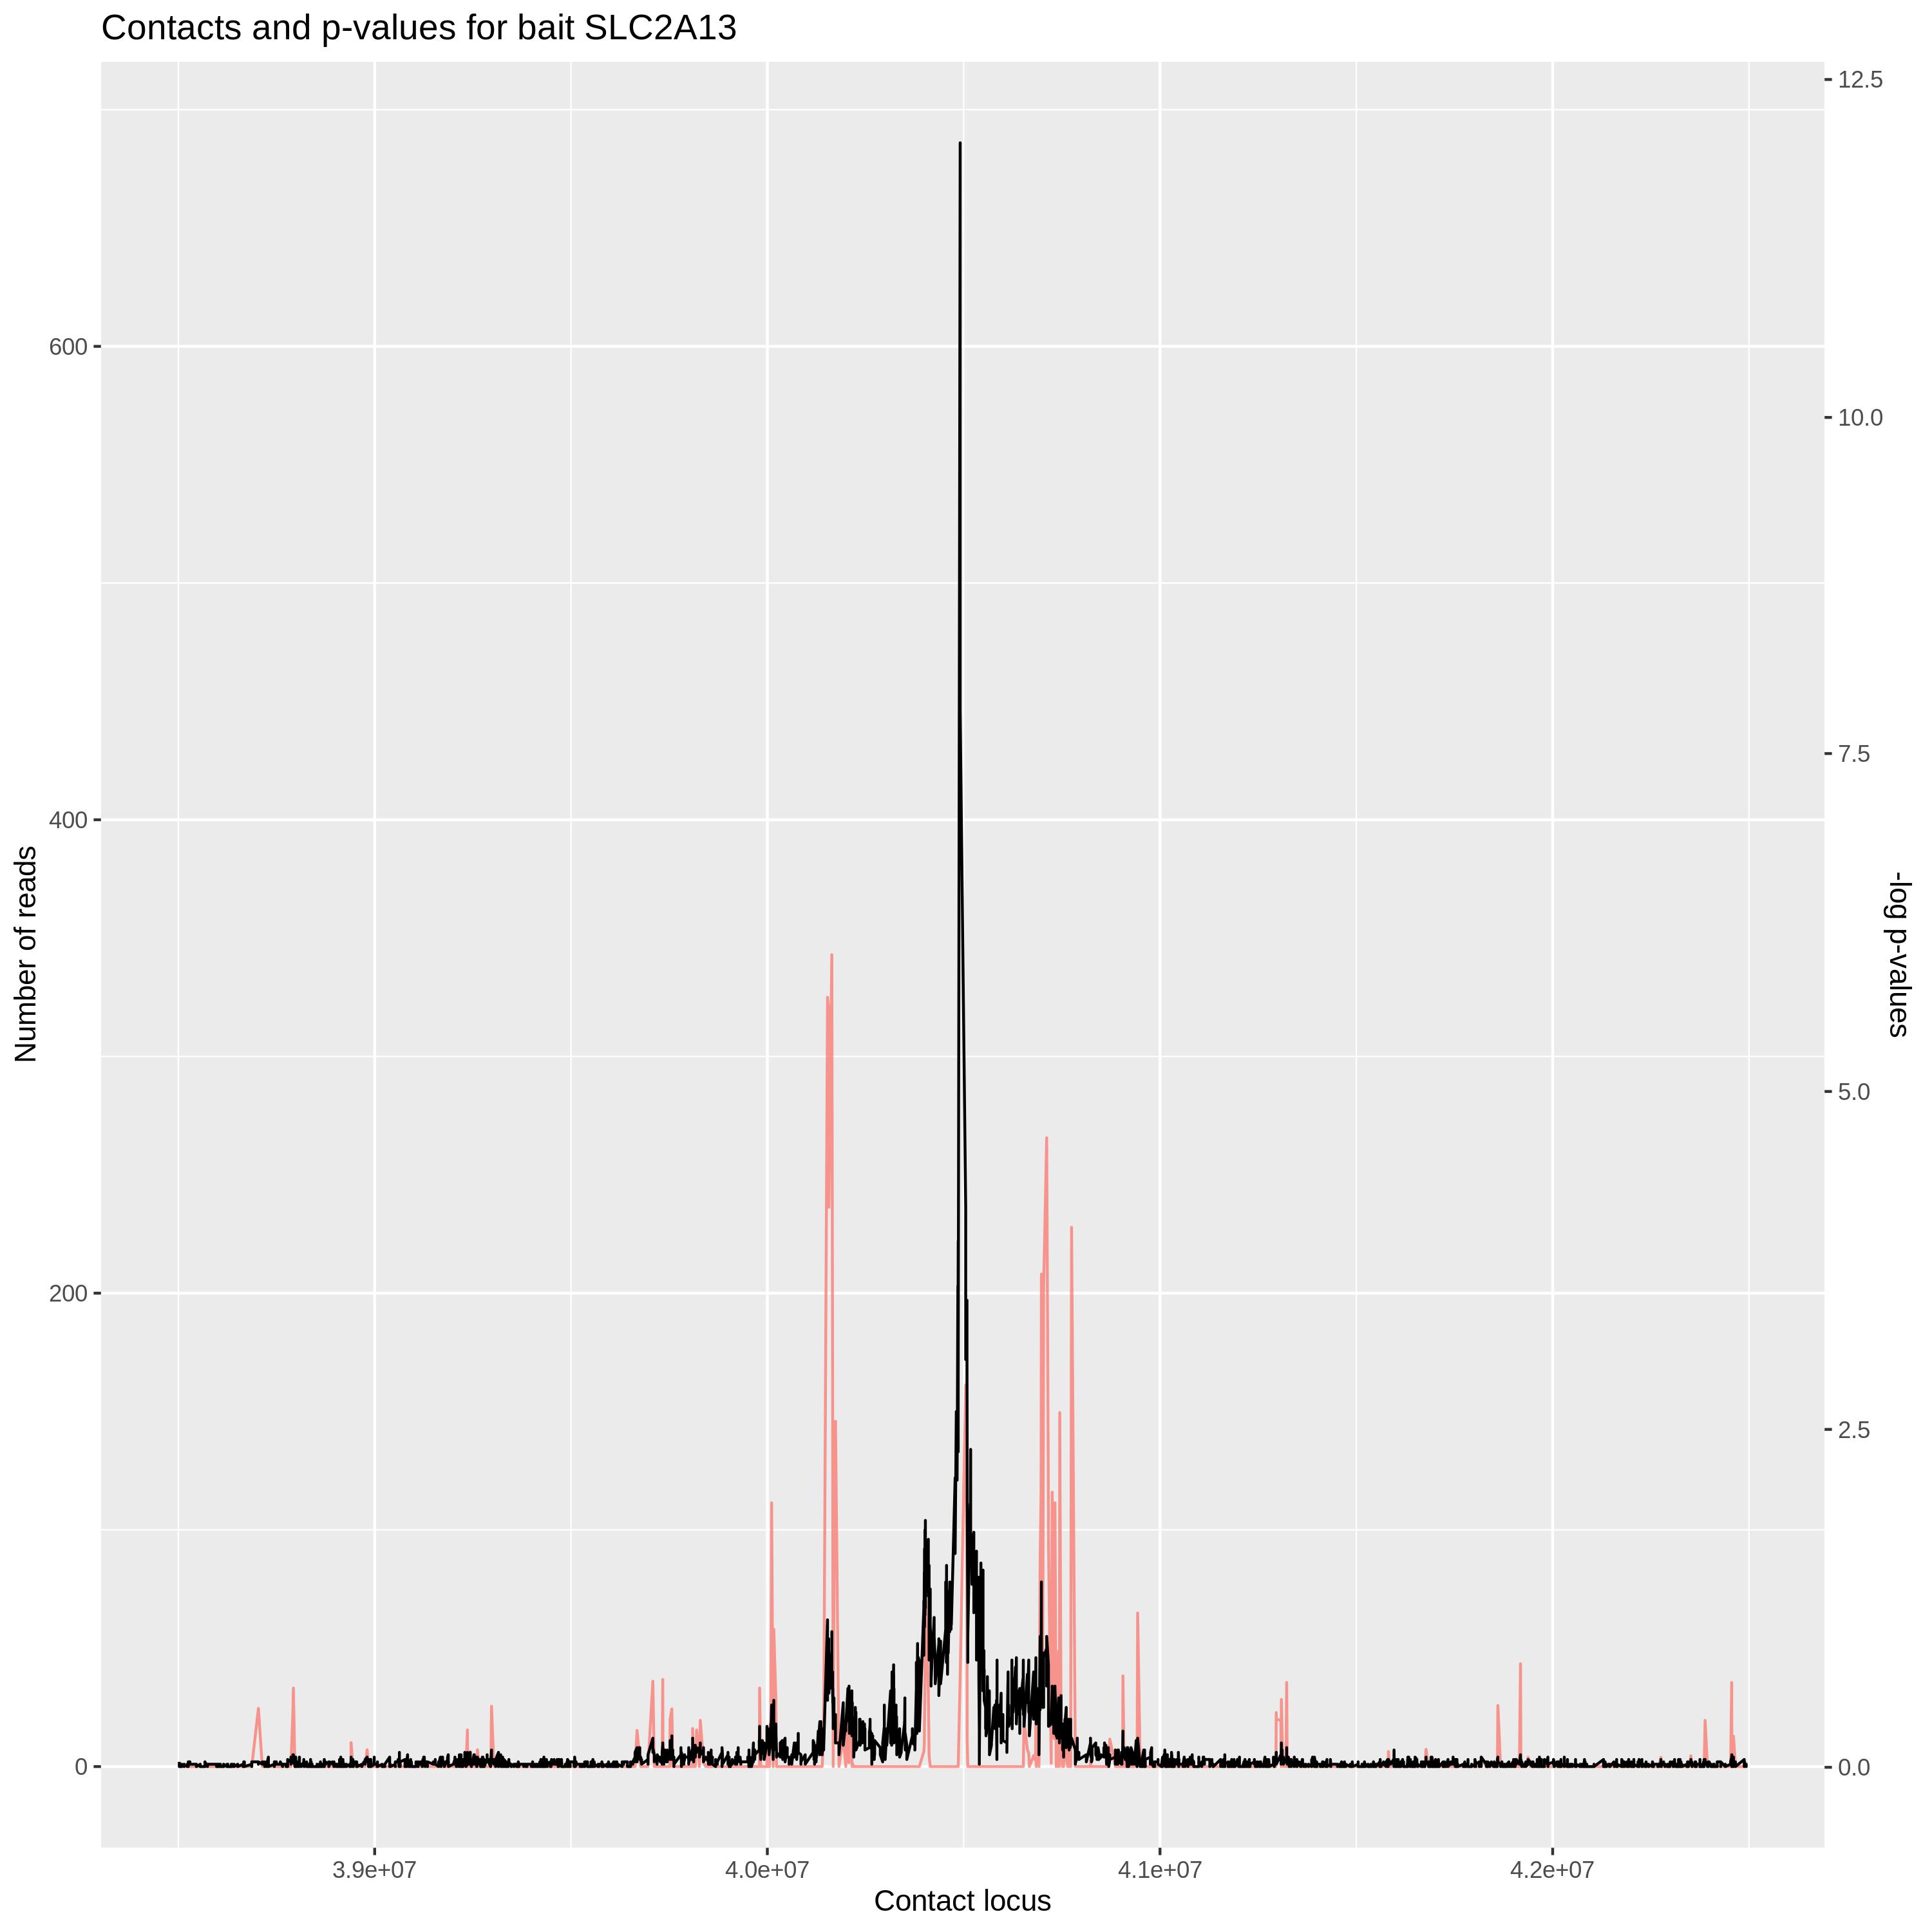 Contacts and p-values for bait SLC2A13
Number of reads
600
400
200
0
12.5
10.0
7.5
5.0
2.5
0.0
-log p-values
3.9e+07
4.0e+07
4.1e+07
4.2e+07
Contact locus